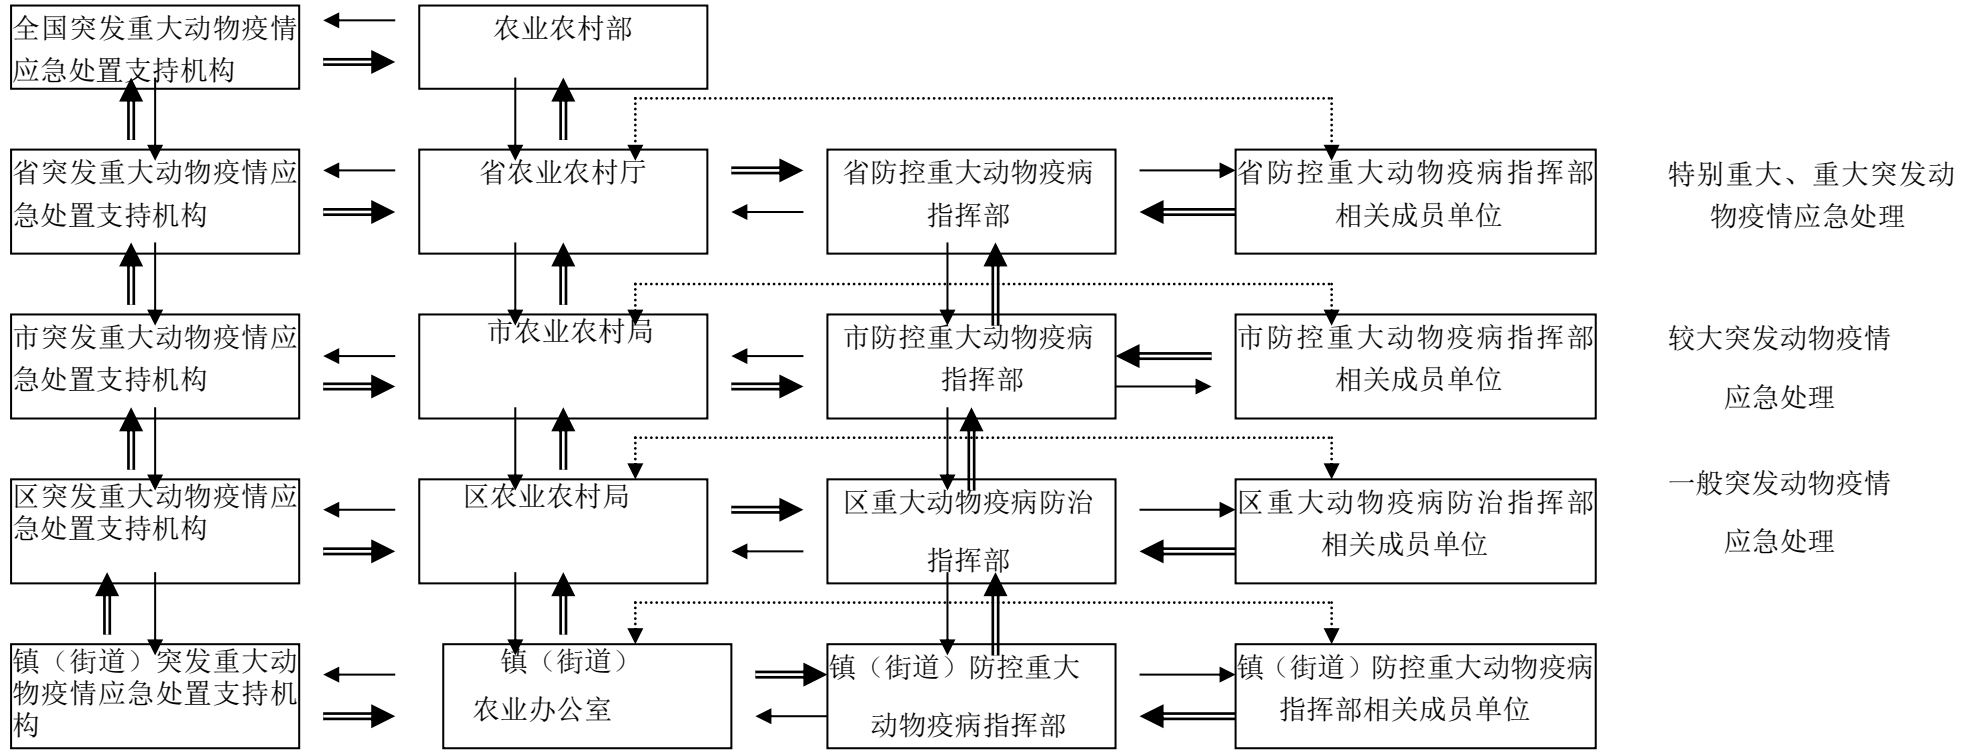 全国突发重大动物疫情
应急处置支持机构
农业农村部
省突发重大动物疫情应
急处置支持机构
省农业农村厅
省防控重大动物疫病
指挥部
省防控重大动物疫病指挥部
相关成员单位
特别重大、重大突发动
物疫情应急处理
市突发重大动物疫情应
急处置支持机构
市农业农村局
市防控重大动物疫病
指挥部
市防控重大动物疫病指挥部
相关成员单位
较大突发动物疫情
应急处理
区突发重大动物疫情应
急处置支持机构
区农业农村局
区重大动物疫病防治
指挥部
区重大动物疫病防治指挥部
相关成员单位
一般突发动物疫情
应急处理
镇（街道）突发重大动
物疫情应急处置支持机
构
镇（街道）
农业办公室
镇（街道）防控重大
动物疫病指挥部
镇（街道）防控重大动物疫病
指挥部相关成员单位